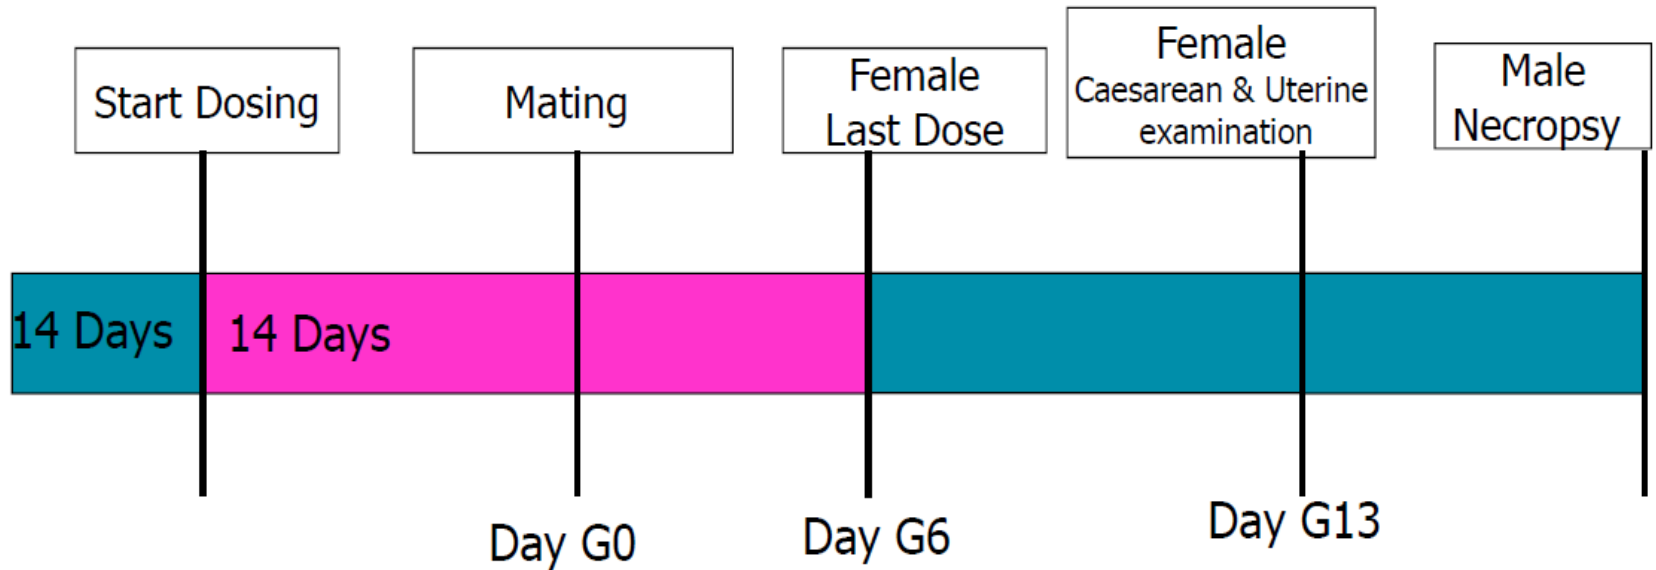 Start Dosing
Mating
Female
Last Dose
Female
Caesarean & Uterine
examination
Male
Necropsy
14 Days
14 Days
Day G0
Day G6
Day G13